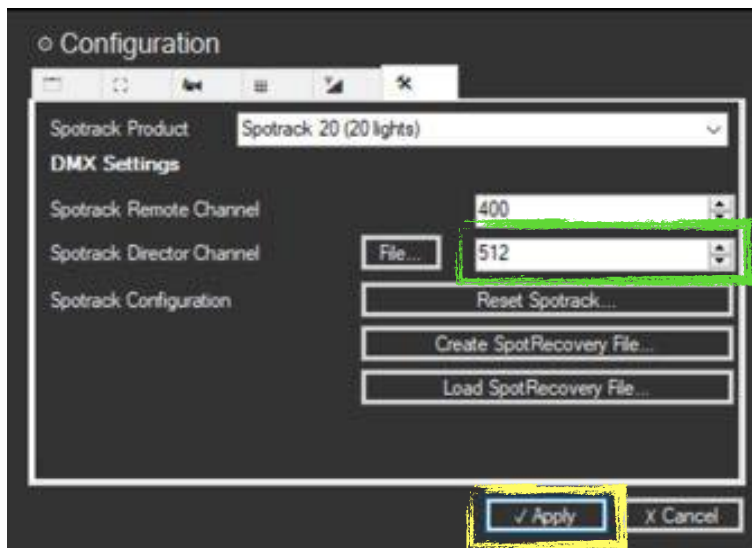 Configuration
Spotrack Product Spotrack 20 (20 lights)
DMX Settings
Spotrack Remote Channel 400
Spotrack Director Channel File... 512
Spotrack Configuration Reset Spotrack...
Create SpotRecovery File...
Load SpotRecovery File...
✓ Apply X Cancel